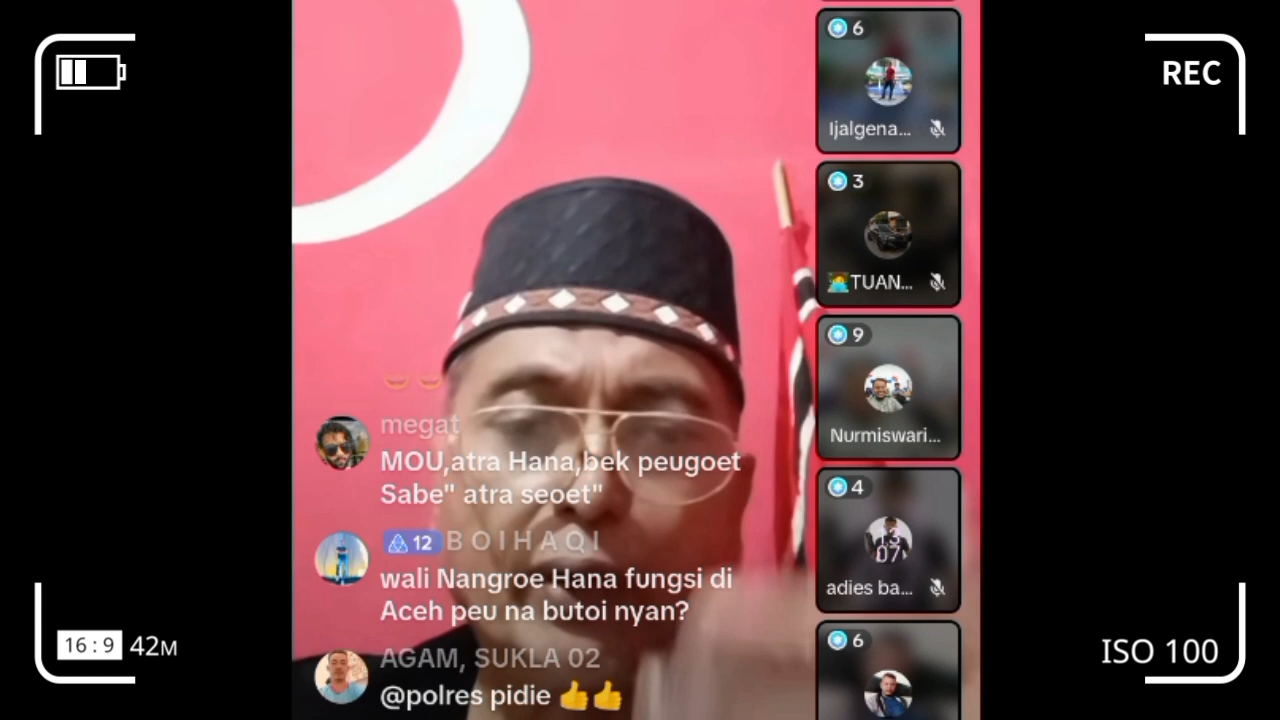 REC
6
Ijalgena...
3
TUAN...
9
Nurmiswari...
megat
MOU,atra Hana,bek peugoet
Sabe" atra seoet"
4
adies ba...
12 B O I H A Q I
wali Nangroe Hana fungsi di
Aceh peu na butoi nyan?
AGAM, SUKLA 02
@polres pidie 👍👍
6
16:9 42M
ISO 100